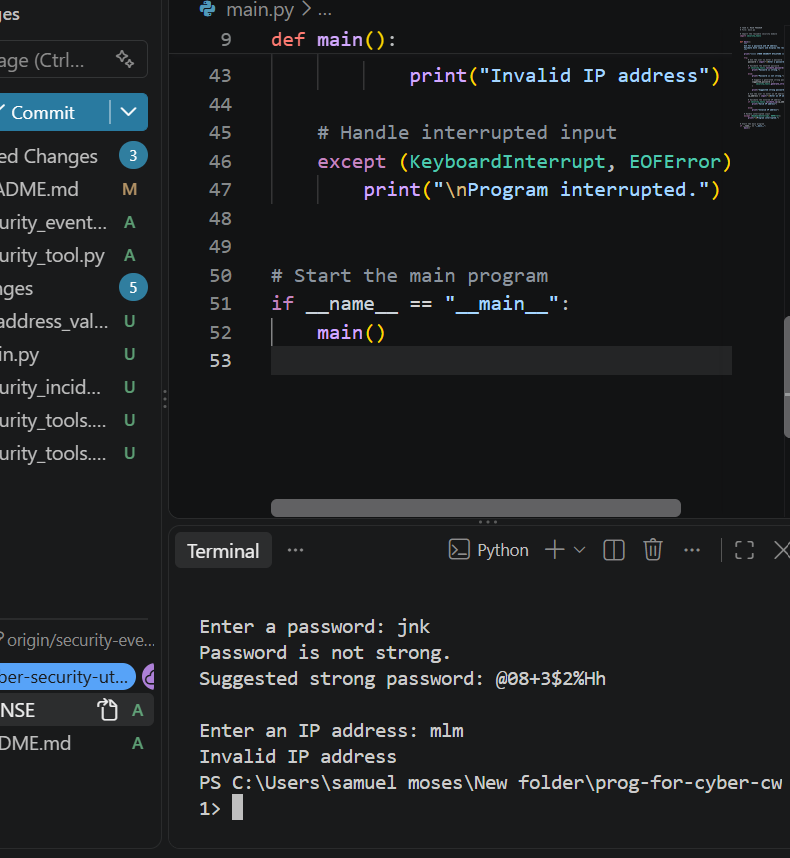 ges
age (Ctrl...
Commit
ed Changes 3
ADME.md M
urity_event... A
urity_tool.py A
nges 5
address_val... U
in.py U
urity_incid... U
urity_tools.... U
urity_tools.... U
origin/security-eve...
ber-security-ut...
NSE A
DME.md A
main.py > ...
9 def main():
43 print("Invalid IP address")
44
45 # Handle interrupted input
46 except (KeyboardInterrupt, EOFError)
47 print("\nProgram interrupted.")
48
49
50 # Start the main program
51 if __name__ == "__main__":
52 main()
53
Terminal ... Python ...
Enter a password: jnk
Password is not strong.
Suggested strong password: @08+3$2%Hh
Enter an IP address: mlm
Invalid IP address
PS C:\Users\samuel moses\New folder\prog-for-cyber-cw
1>